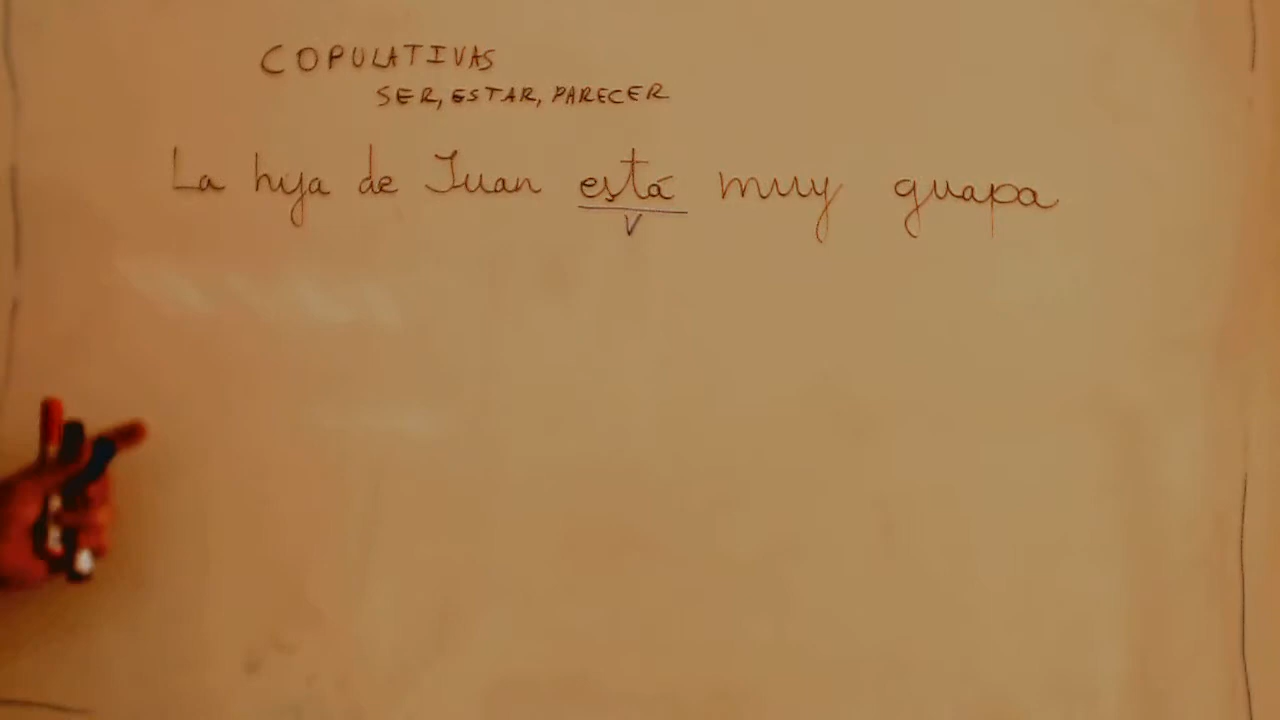 COPULATIVAS
SER, ESTAR, PARECER
La hija de Juan está muy guapa
V